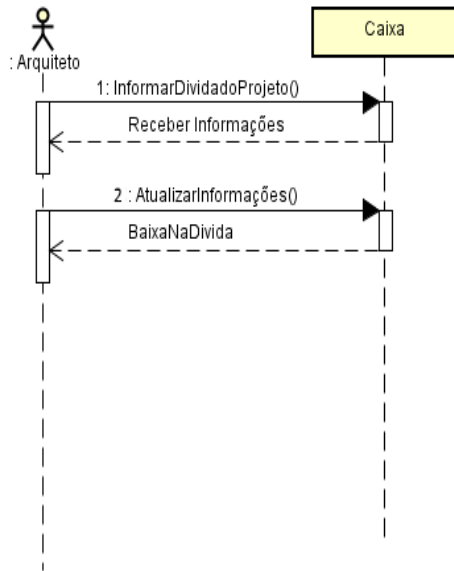 Caixa
: Arquiteto
1: InformarDividadoProjeto()
Receber Informações
2 : AtualizarInformações()
BaixaNaDivida